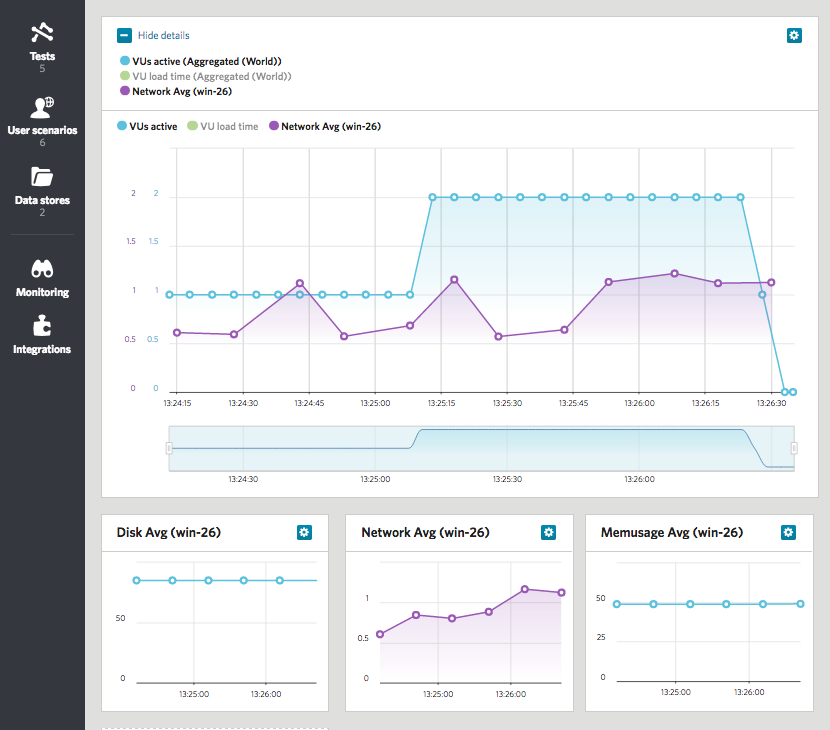 Tests
5
User scenarios
6
Data stores
2
Monitoring
Integrations
Hide details
VUs active (Aggregated (World))
VU load time (Aggregated (World))
Network Avg (win-26)
VUs active VU load time Network Avg (win-26)
2 2
1.5 1.5
1 1
0.5 0.5
0 0
13:24:15 13:24:30 13:24:45 13:25:00 13:25:15 13:25:30 13:25:45 13:26:00 13:26:15 13:26:30
13:24:30 13:25:00 13:25:30 13:26:00
Disk Avg (win-26)
50
0
13:25:00 13:26:00
Network Avg (win-26)
1
0.5
0
13:25:00 13:26:00
Memusage Avg (win-26)
50
25
0
13:25:00 13:26:00